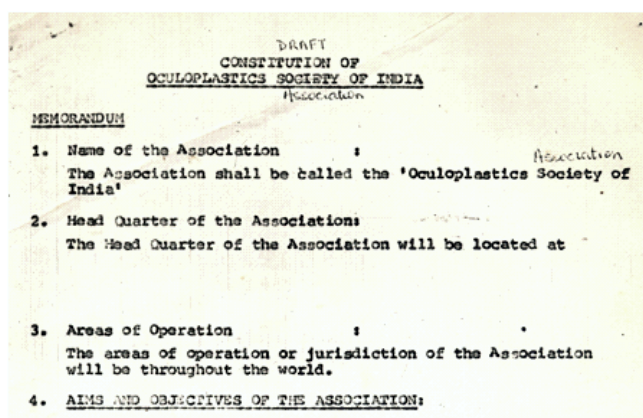 DRAFT
CONSTITUTION OF
OCULOPLASTICS SOCIETY OF INDIA
Association
MEMORANDUM
1. Name of the Association :
Association
The Association shall be called the 'Oculoplastics Society of
India'
2. Head Quarter of the Association:
The Head Quarter of the Association will be located at
3. Areas of Operation :
The areas of operation or jurisdiction of the Association
will be throughout the world.
4. AIMS AND OBJECTIVES OF THE ASSOCIATION: